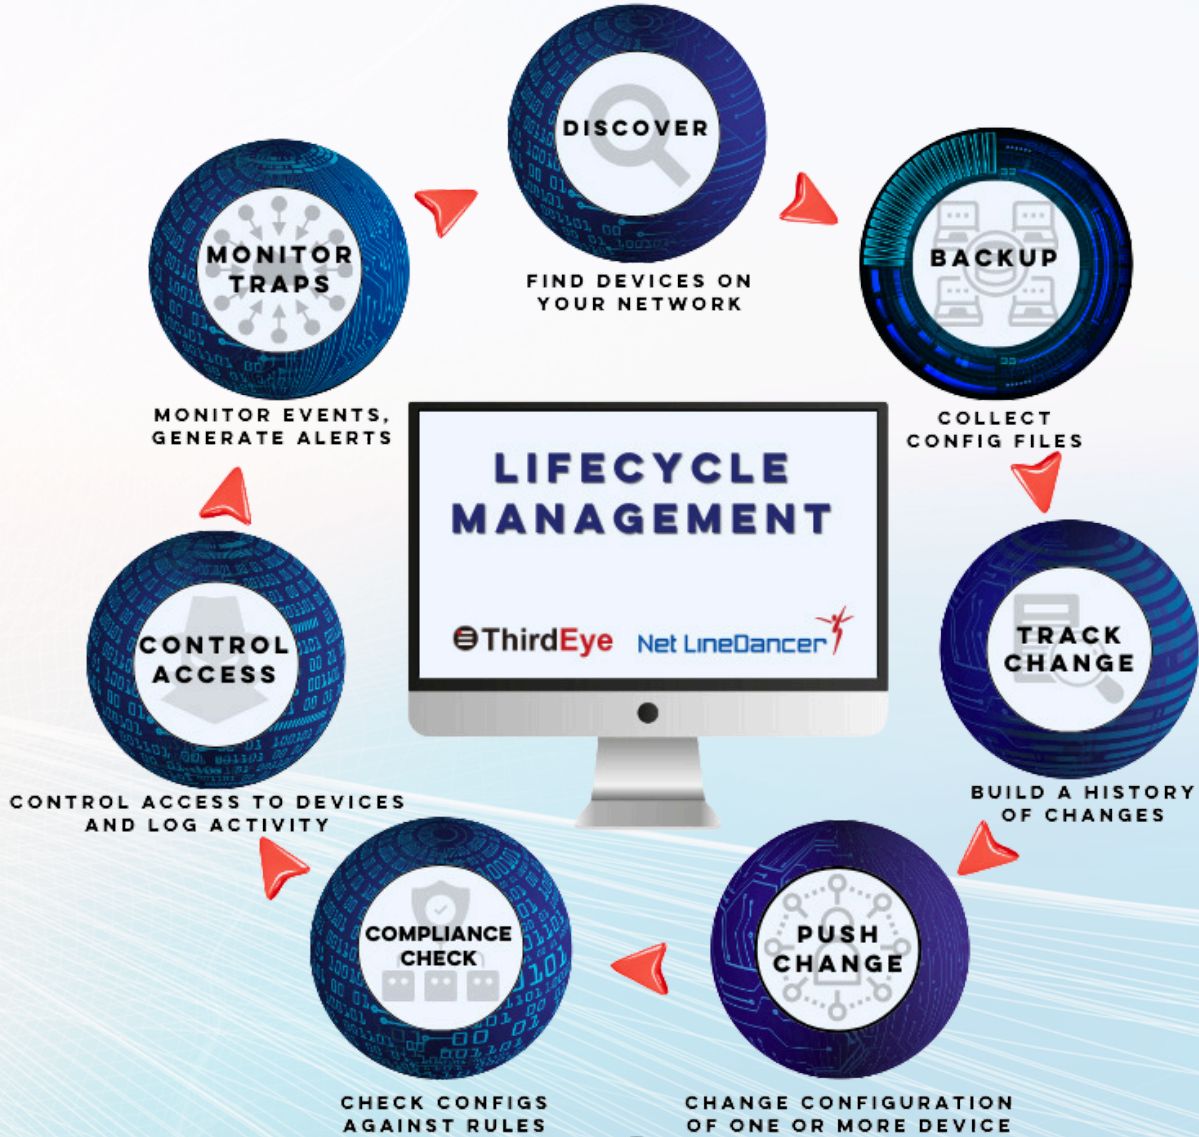 DISCOVER
FIND DEVICES ON
YOUR NETWORK
BACKUP
COLLECT
CONFIG FILES
TRACK
CHANGE
BUILD A HISTORY
OF CHANGES
PUSH
CHANGE
CHANGE CONFIGURATION
OF ONE OR MORE DEVICE
COMPLIANCE
CHECK
CHECK CONFIGS
AGAINST RULES
CONTROL
ACCESS
CONTROL ACCESS TO DEVICES
AND LOG ACTIVITY
MONITOR
TRAPS
MONITOR EVENTS,
GENERATE ALERTS
LIFECYCLE
MANAGEMENT
ThirdEye
Net LineDancer